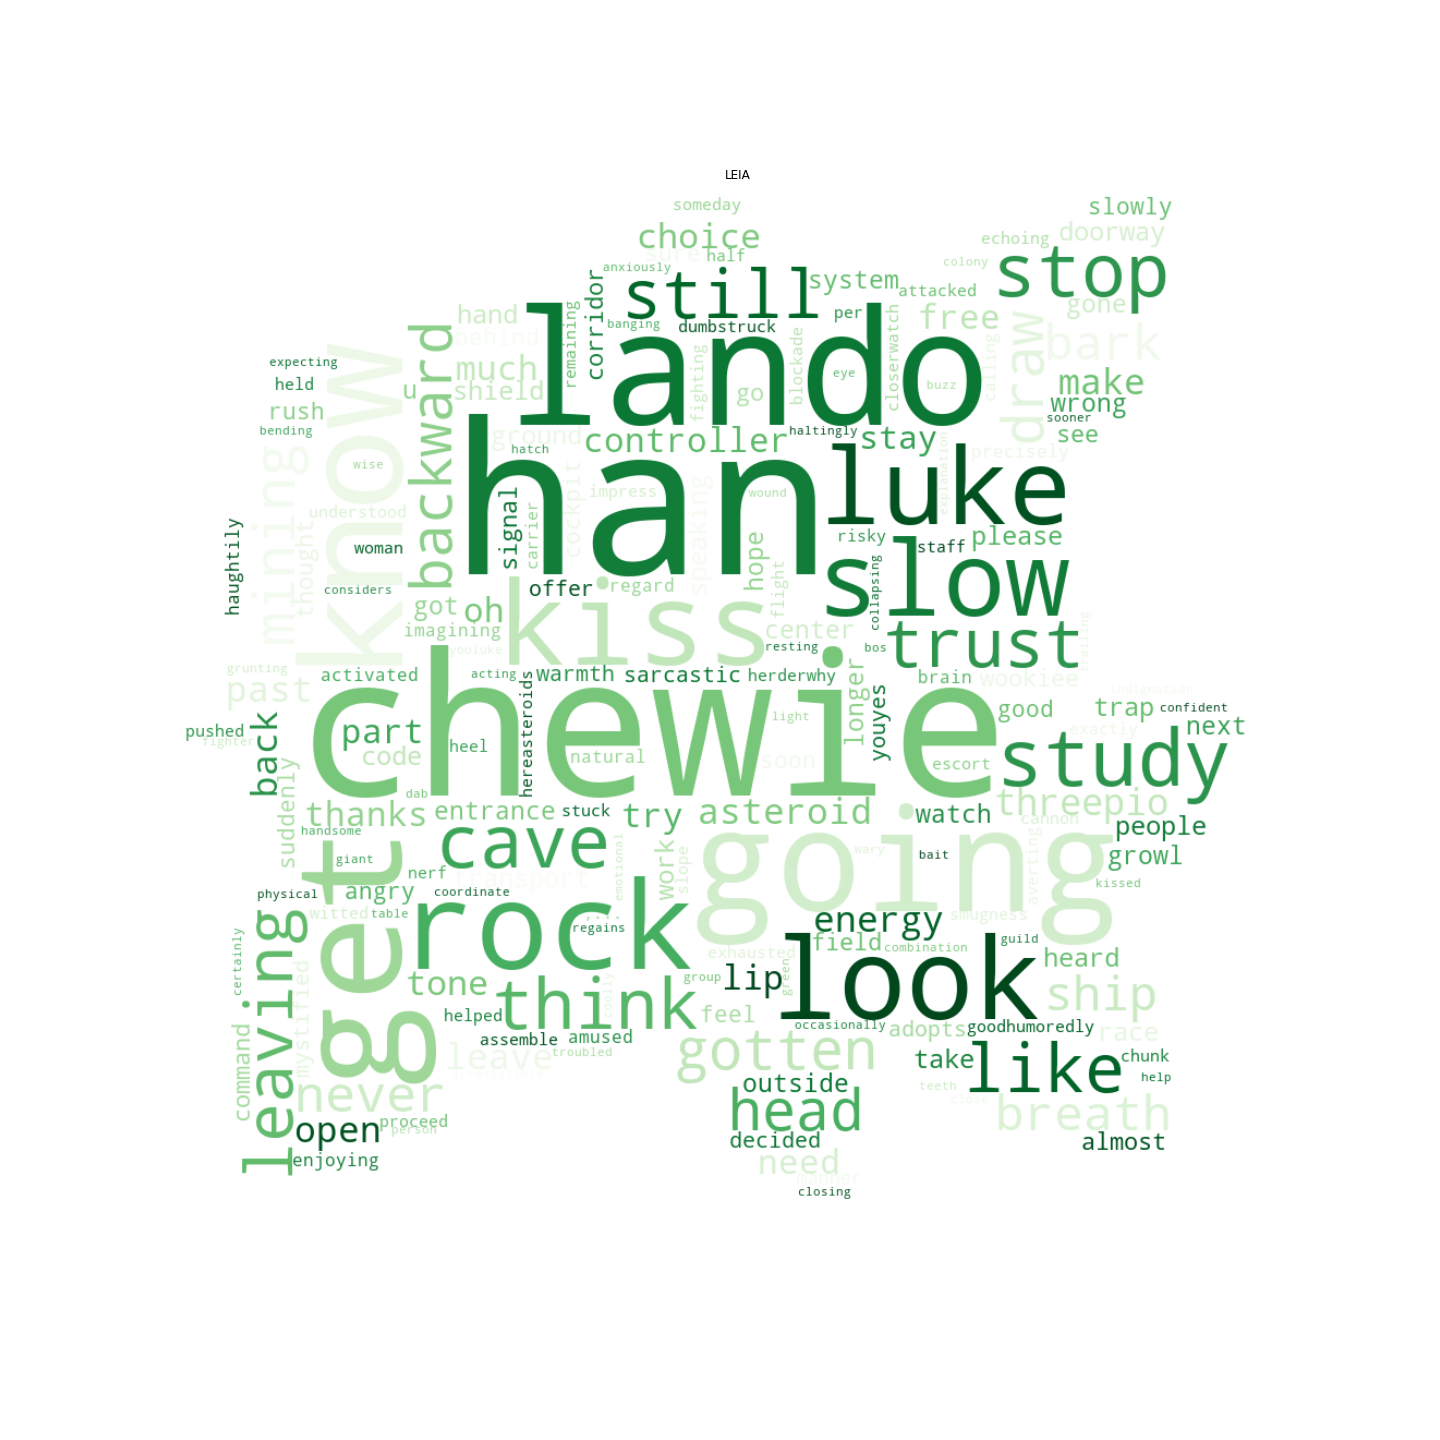 LEIA
someday
slowly
choice
doorway
echoing
sure
half
stop
anxiously
colony
still
system
corridor
attacked
hand
lando
per
free
gone
behind
remaining
banging
dumbstruck
closerwatch
draw
bark
know
backward
blockade
calling
expecting
much
fighting
eye
held
u
shield
go
buzz
make
rush
wrong
sooner
bending
ground
controller
haltingly
stay
see
han
hatch
luke
precisely
wise
mining
cockpit
impress
wound
explanation
understood
signal
speaking
carrier
thought
risky
please
haughtily
woman
hope
staff
slow
considers
offer
regard
flight
collapsing
got
oh
kiss
imagining
center
trust
youluke
resting
bos
trailing
grunting
activated
acting
warmth
sarcastic
herderwhy
longer
brain
wookiee
past
chewie
indignation
hereasteroids
youyes
good
trap
confident
back
part
light
next
pushed
exactly
fighter
code
heel
natural
soon
escort
study
suddenly
dab
thanks
entrance
stuck
try
asteroid
watch
threepio
handsome
cave
cannon
people
get
giant
work
slope
going
wary
bait
averting
growl
nerf
emotional
physical
angry
coordinate
transport
kissed
leaving
witted
table
rock
,...
regains
energy
smugness
certainly
exhausted
field
combination
guild
heard
mystified
tone
think
coolly
group
lip
green
look
ship
command
helped
feel
occasionally
adopts
goodhumoredly
race
assemble
amused
leave
troubled
gotten
take
like
chunk
help
never
outside
teeth
close
proceed
head
breath
open
person
decided
almost
enjoying
need
closing